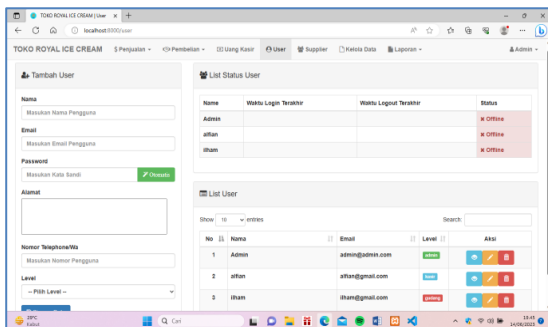 TOKO ROYAL ICE CREAM | User
localhost:8000/user
TOKO ROYAL ICE CREAM $ Penjualan Pembelian Uang Kasir User Supplier Kelola Data Laporan Admin
Tambah User
Nama
Masukan Nama Pengguna
Email
Masukan Email Pengguna
Password
Masukan Kata Sandi
Alamat
Nomor Telephone/Wa
Masukan Nomor Pengguna
Level
-- Pilih Level --
List Status User
Name Waktu Login Terakhir Waktu Logout Terakhir Status
Admin Offline
alfian Offline
ilham Offline
List User
Show 10 entries Search:
No Nama Email Level Aksi
1 Admin admin@admin.com admin
2 alfian alfian@gmail.com kasir
3 ilham ilham@gmail.com gudang
Cari
13:41
14/08/2023